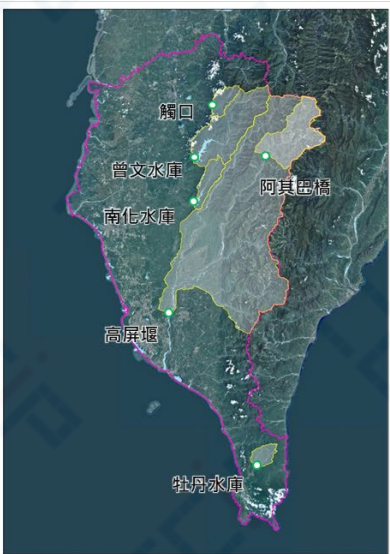 觸口
曾文水庫
阿其巴橋
南化水庫
高屏堰
牡丹水庫